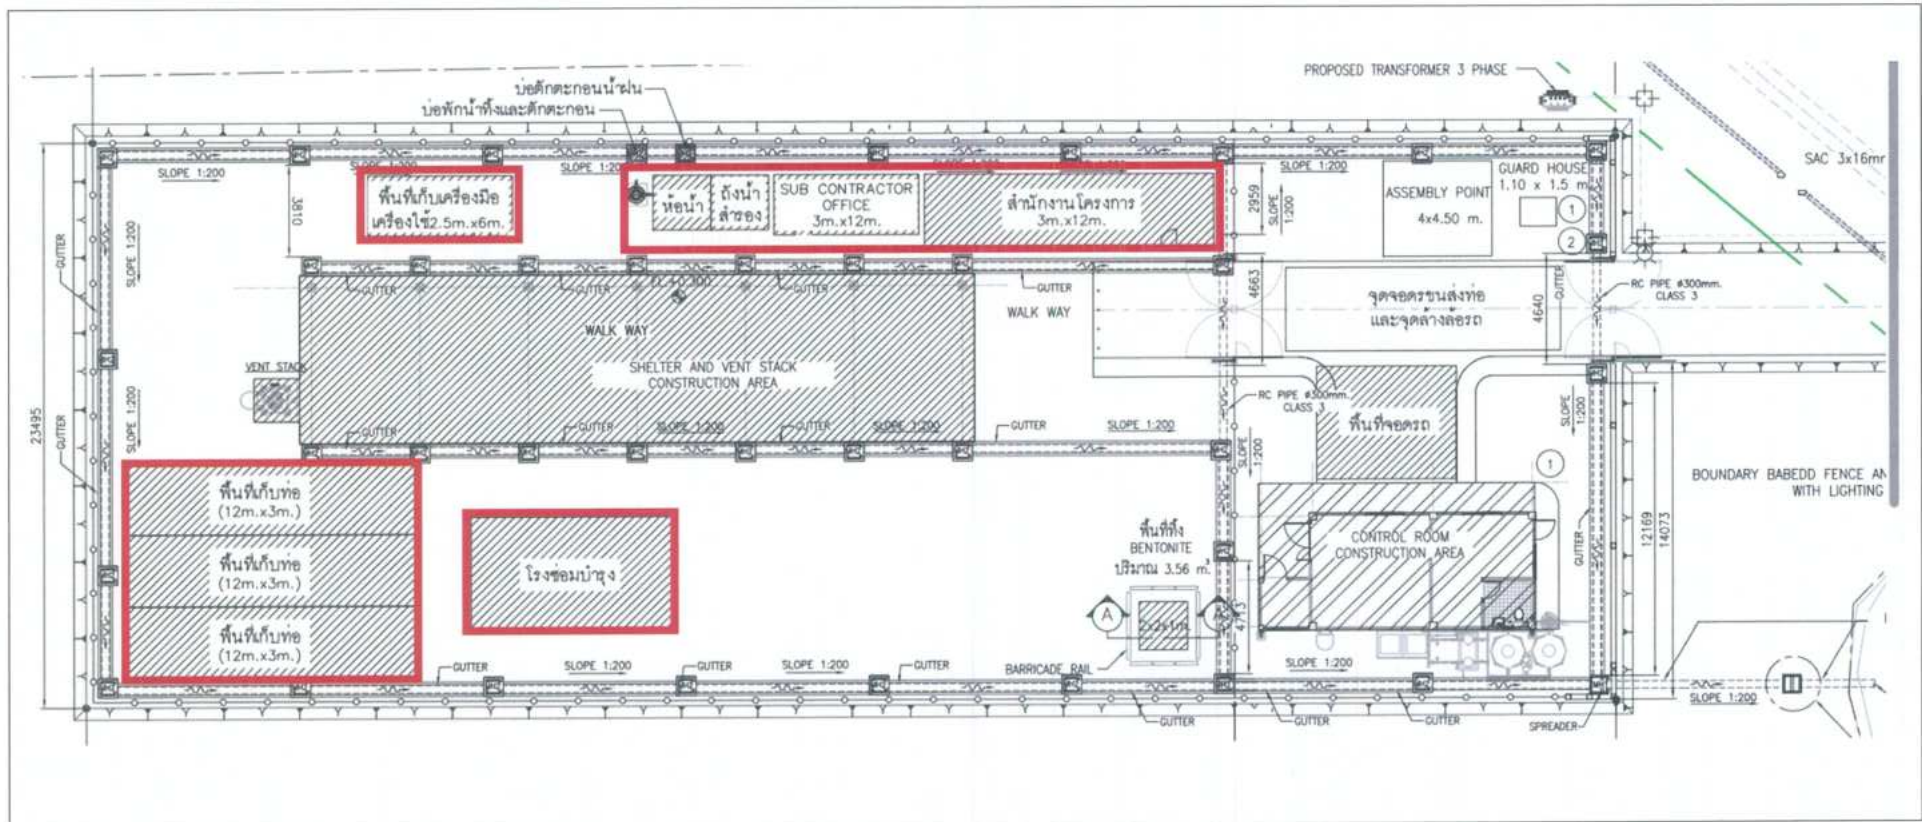 PROPOSED TRANSFORMER 3 PHASE
บ่อดักตะกอนน้ำฝน
บ่อพักน้ำทิ้งและดักตะกอน
SLOPE 1:200
SLOPE 1:200
SLOPE 1:200
SLOPE 1:200
SAC 3x16mm
GUARD HOUSE
1.10 x 1.5 m
ASSEMBLY POINT
4x4.50 m.
1
2
พื้นที่เก็บเครื่องมือ
เครื่องใช้2.5m.x6m.
ห้อน้ำ
ถังน้ำ
สำรอง
SUB CONTRACTOR
OFFICE
3m.x12m.
สำนักงานโครงการ
3m.x12m.
3810
2959
SLOPE
1:200
GUTTER
SLOPE 1:200
GUTTER
GUTTER
GUTTER
GUTTER
EL.+0.300
WALK WAY
WALK WAY
4663
4640
GUTTER
จุดจอดรขนส่งท่อ
และจุดล้างล้อรถ
RC PIPE ø300mm.
CLASS 3
VENT STACK
SHELTER AND VENT STACK
CONSTRUCTION AREA
RC PIPE ø300mm.
CLASS 3
พื้นที่จอดรถ
SLOPE
1:200
23495
GUTTER
SLOPE 1:200
GUTTER
GUTTER
SLOPE 1:200
GUTTER
SLOPE 1:200
GUTTER
SLOPE 1:200
SLOPE
1:200
1
BOUNDARY BABEDD FENCE AN
WITH LIGHTING
พื้นที่เก็บท่อ
(12m.x3m.)
พื้นที่เก็บท่อ
(12m.x3m.)
พื้นที่เก็บท่อ
(12m.x3m.)
โรงซ่อมบำรุง
พื้นที่ทิ้ง
BENTONITE
ปริมาณ 3.56 m³
CONTROL ROOM
CONSTRUCTION AREA
GUTTER
12169
14073
A
2x2x1m.
A
4713
BARRICADE RAIL
GUTTER
SLOPE 1:200
GUTTER
SLOPE 1:200
GUTTER
SLOPE 1:200
SLOPE 1:200
GUTTER
GUTTER
GUTTER
SPREADER